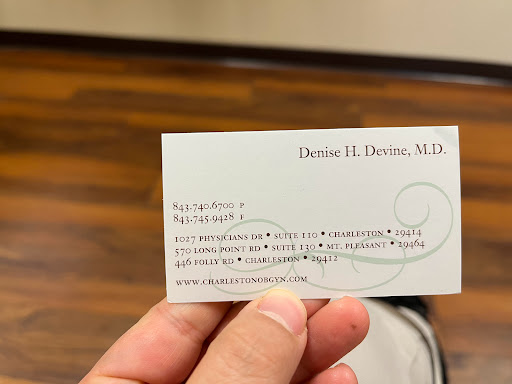 Denise H. Devine, M.D.
843.740.6700 P
843.745.9428 F
1027 PHYSICIANS DR • SUITE 110 • CHARLESTON • 29414
570 LONG POINT RD • SUITE 130 • MT. PLEASANT • 29464
446 FOLLY RD • CHARLESTON • 29412
WWW.CHARLESTONOBGYN.COM